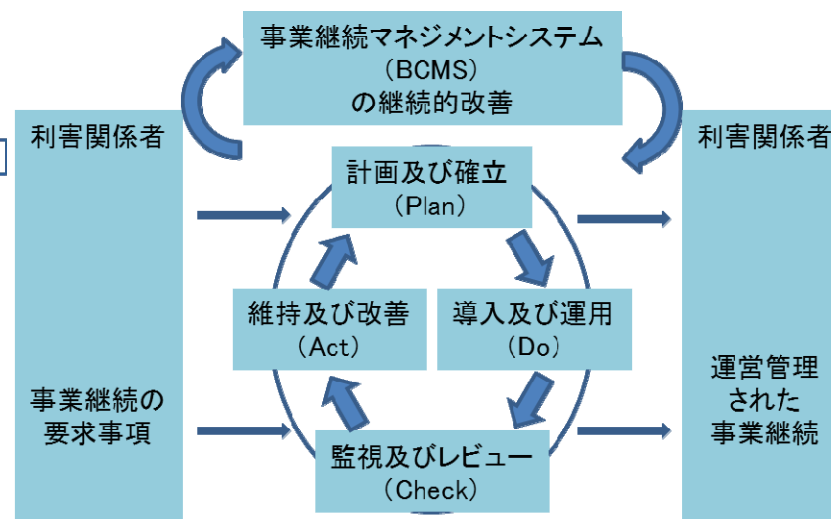 事業継続マネジメントシステム
(BCMS)
の継続的改善
利害関係者
利害関係者
計画及び確立
(Plan)
維持及び改善
(Act)
導入及び運用
(Do)
事業継続の
要求事項
運営管理
された
事業継続
監視及びレビュー
(Check)